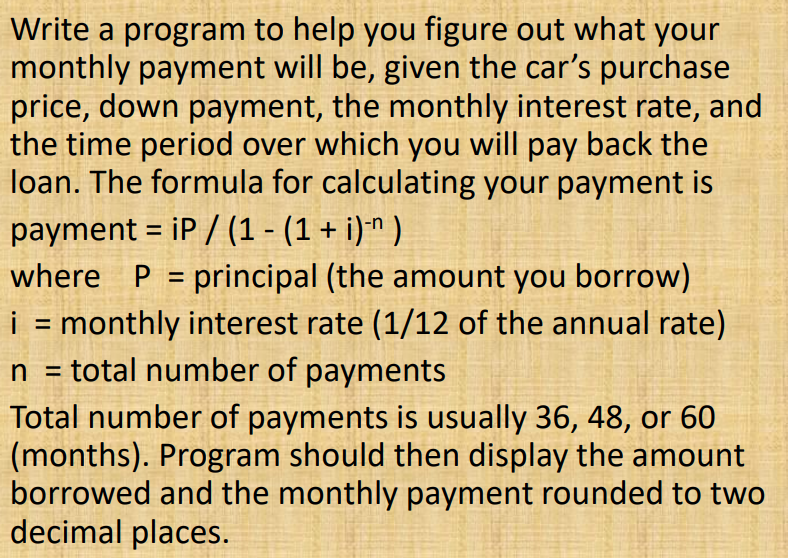 Write a program to help you figure out what your
monthly payment will be, given the car’s purchase
price, down payment, the monthly interest rate, and
the time period over which you will pay back the
loan. The formula for calculating your payment is
payment = iP / (1 - (1 + i)⁻ⁿ )
where P = principal (the amount you borrow)
i = monthly interest rate (1/12 of the annual rate)
n = total number of payments
Total number of payments is usually 36, 48, or 60
(months). Program should then display the amount
borrowed and the monthly payment rounded to two
decimal places.